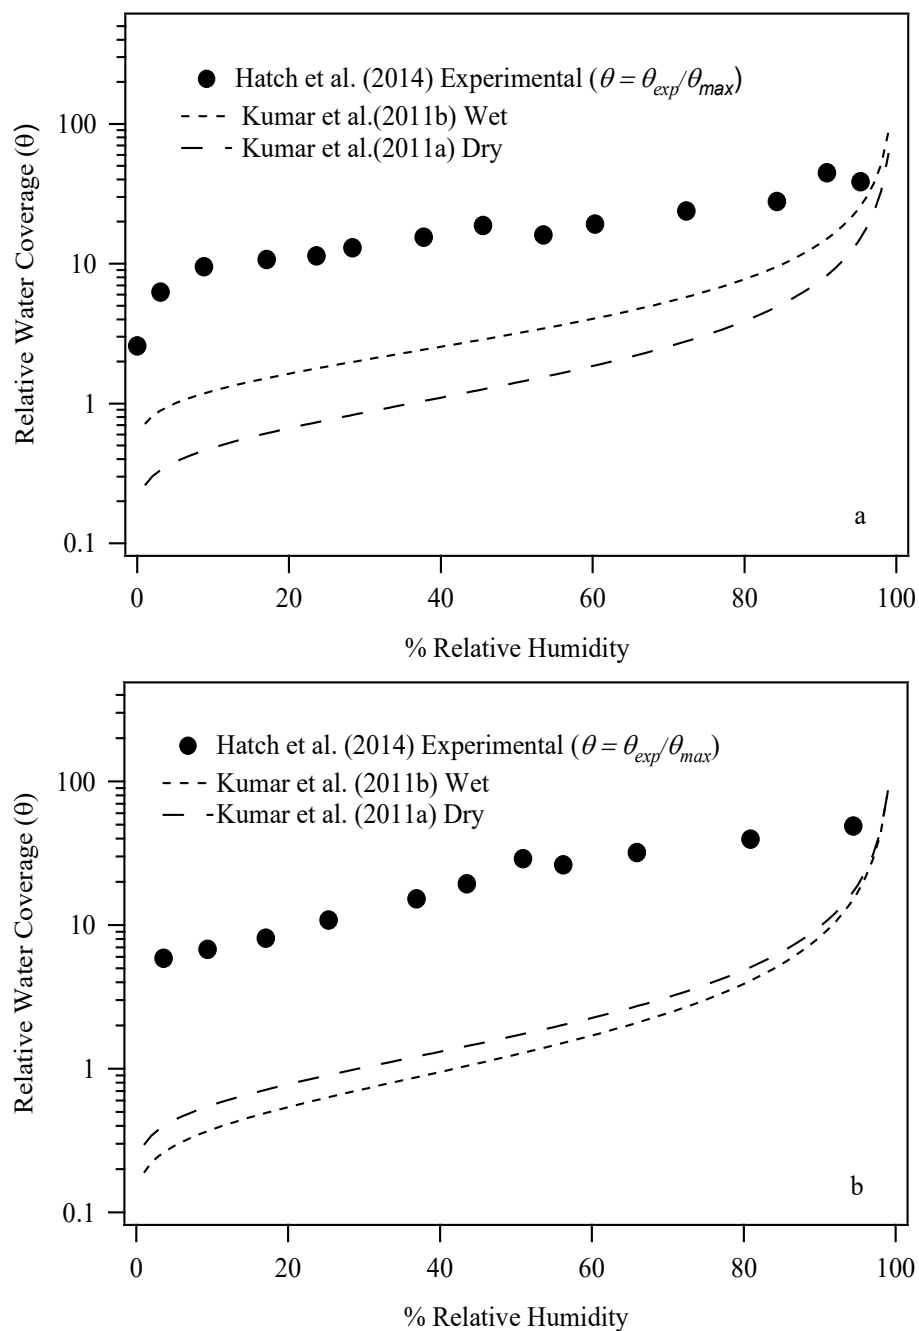 Relative Water Coverage (θ)
100
10
1
0.1
Hatch et al. (2014) Experimental (θ = θexp/θmax)
Kumar et al.(2011b) Wet
Kumar et al.(2011a) Dry
a
0 20 40 60 80 100
% Relative Humidity
Relative Water Coverage (θ)
100
10
1
0.1
Hatch et al. (2014) Experimental (θ = θexp/θmax)
Kumar et al. (2011b) Wet
Kumar et al. (2011a) Dry
b
0 20 40 60 80 100
% Relative Humidity